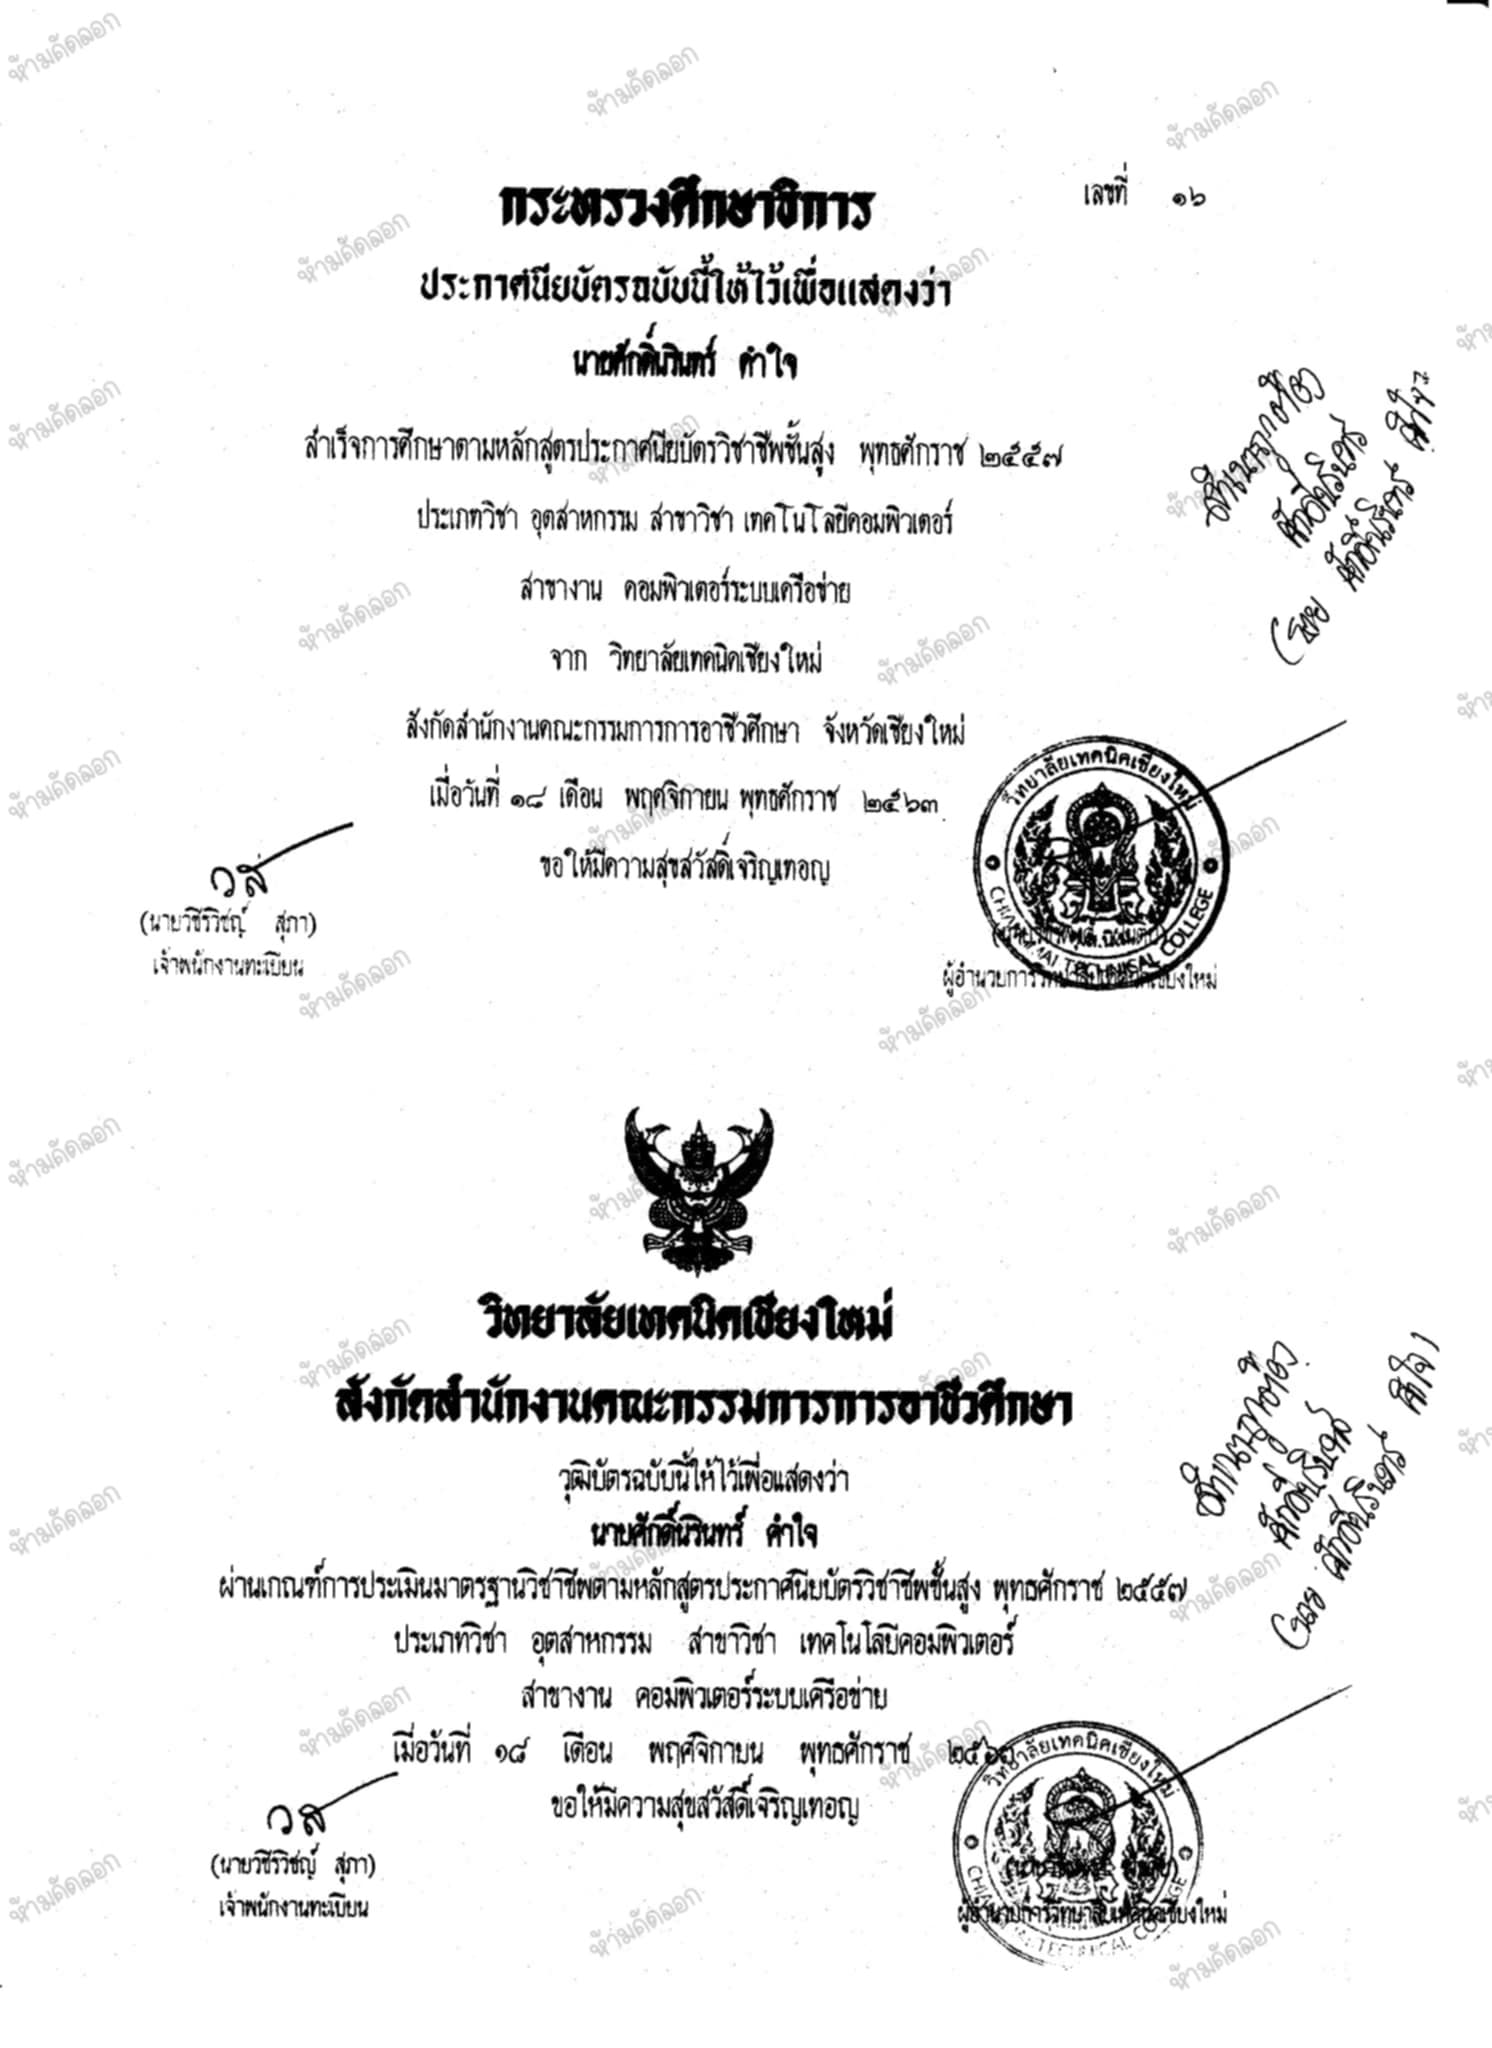 เลขที่ ๑๖
กระทรวงศึกษาธิการ
ประกาศนียบัตรฉบับนี้ให้ไว้เพื่อแสดงว่า
นายศักดิ์นรินทร์ คำใจ
สำเร็จการศึกษาตามหลักสูตรประกาศนียบัตรวิชาชีพชั้นสูง พุทธศักราช ๒๕๕๗
ประเภทวิชา อุตสาหกรรม สาขาวิชา เทคโนโลยีคอมพิวเตอร์
สาขางาน คอมพิวเตอร์ระบบเครือข่าย
จาก วิทยาลัยเทคนิคเชียงใหม่
สังกัดสำนักงานคณะกรรมการการอาชีวศึกษา จังหวัดเชียงใหม่
เมื่อวันที่ ๑๘ เดือน พฤศจิกายน พุทธศักราช ๒๕๖๓
ขอให้มีความสุขสวัสดิ์เจริญเทอญ
สำเนาถูกต้อง
ศักดิ์นรินทร์
(นาย ศักดิ์นรินทร์ คำใจ)
วส
(นายวชิรวิชญ์ สุภา)
เจ้าพนักงานทะเบียน
วิทยาลัยเทคนิคเชียงใหม่
CHIANGMAI TECHNICAL COLLEGE
ผู้อำนวยการวิทยาลัยเทคนิคเชียงใหม่
วิทยาลัยเทคนิคเชียงใหม่
สังกัดสำนักงานคณะกรรมการการอาชีวศึกษา
วุฒิบัตรฉบับนี้ให้ไว้เพื่อแสดงว่า
นายศักดิ์นรินทร์ คำใจ
ผ่านเกณฑ์การประเมินมาตรฐานวิชาชีพตามหลักสูตรประกาศนียบัตรวิชาชีพชั้นสูง พุทธศักราช ๒๕๕๗
ประเภทวิชา อุตสาหกรรม สาขาวิชา เทคโนโลยีคอมพิวเตอร์
สาขางาน คอมพิวเตอร์ระบบเครือข่าย
เมื่อวันที่ ๑๘ เดือน พฤศจิกายน พุทธศักราช ๒๕๖๓
ขอให้มีความสุขสวัสดิ์เจริญเทอญ
สำเนาถูกต้อง
ศักดิ์นรินทร์
(นาย ศักดิ์นรินทร์ คำใจ)
วส
(นายวชิรวิชญ์ สุภา)
เจ้าพนักงานทะเบียน
วิทยาลัยเทคนิคเชียงใหม่
CHIANGMAI TECHNICAL COLLEGE
ผู้อำนวยการวิทยาลัยเทคนิคเชียงใหม่
ห้ามคัดลอก